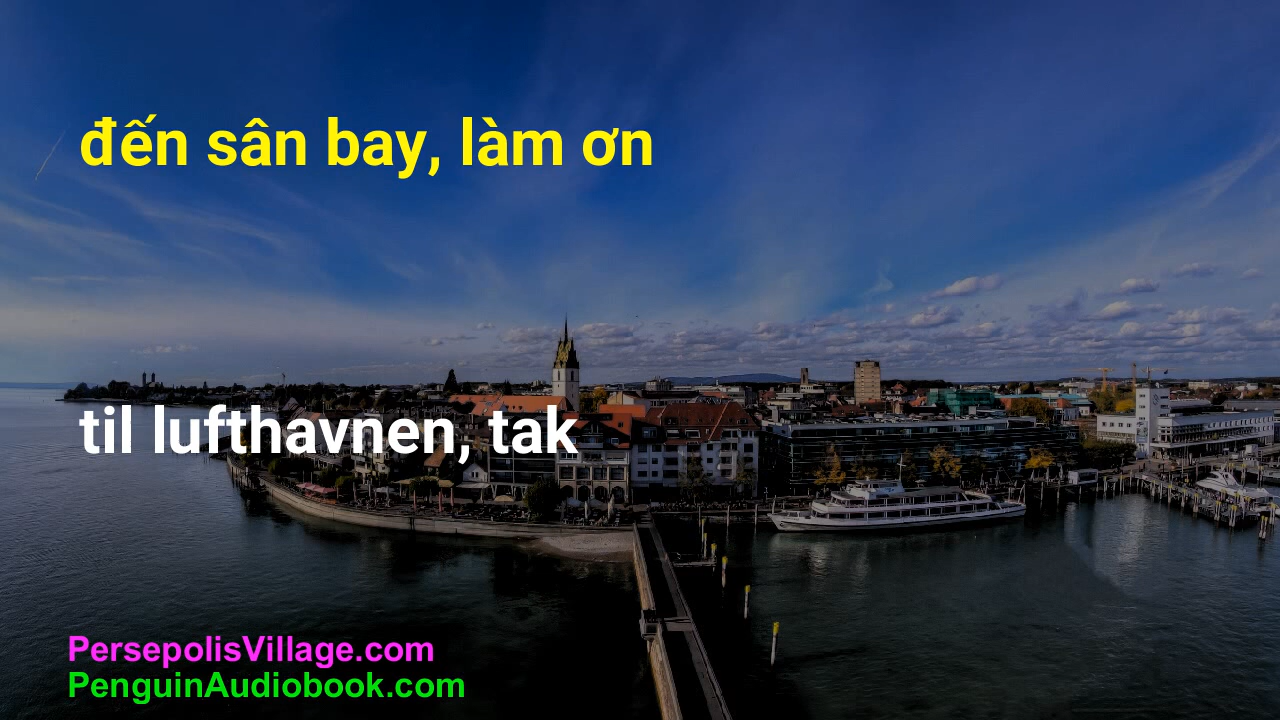 đến sân bay, làm ơn
til lufthavnen, tak
PersepolisVillage.com
PenguinAudiobook.com